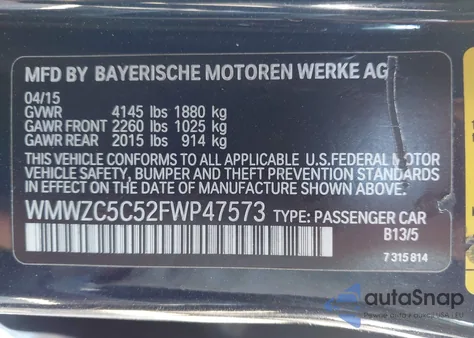 MFD BY BAYERISCHE MOTOREN WERKE AG
04/15
GVWR 4145 lbs 1880 kg
GAWR FRONT 2260 lbs 1025 kg
GAWR REAR 2015 lbs 914 kg
THIS VEHICLE CONFORMS TO ALL APPLICABLE U.S.FEDERAL MOTOR
VEHICLE SAFETY, BUMPER AND THEFT PREVENTION STANDARDS
IN EFFECT ON THE DATE OF MANUFACTURE SHOWN ABOVE.
WMWZC5C52FWP47573 TYPE: PASSENGER CAR
B13/5
7 315 814
autoSnap